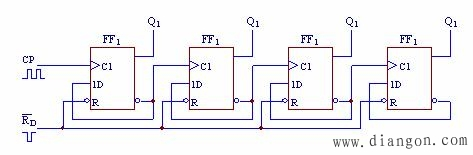 Q₁ Q₁ Q₁ Q₁
FF₁ FF₁ FF₁ FF₁
CP
C1 C1 C1 C1
1D 1D 1D 1D
R̅D
R R R R
www.diangon.com